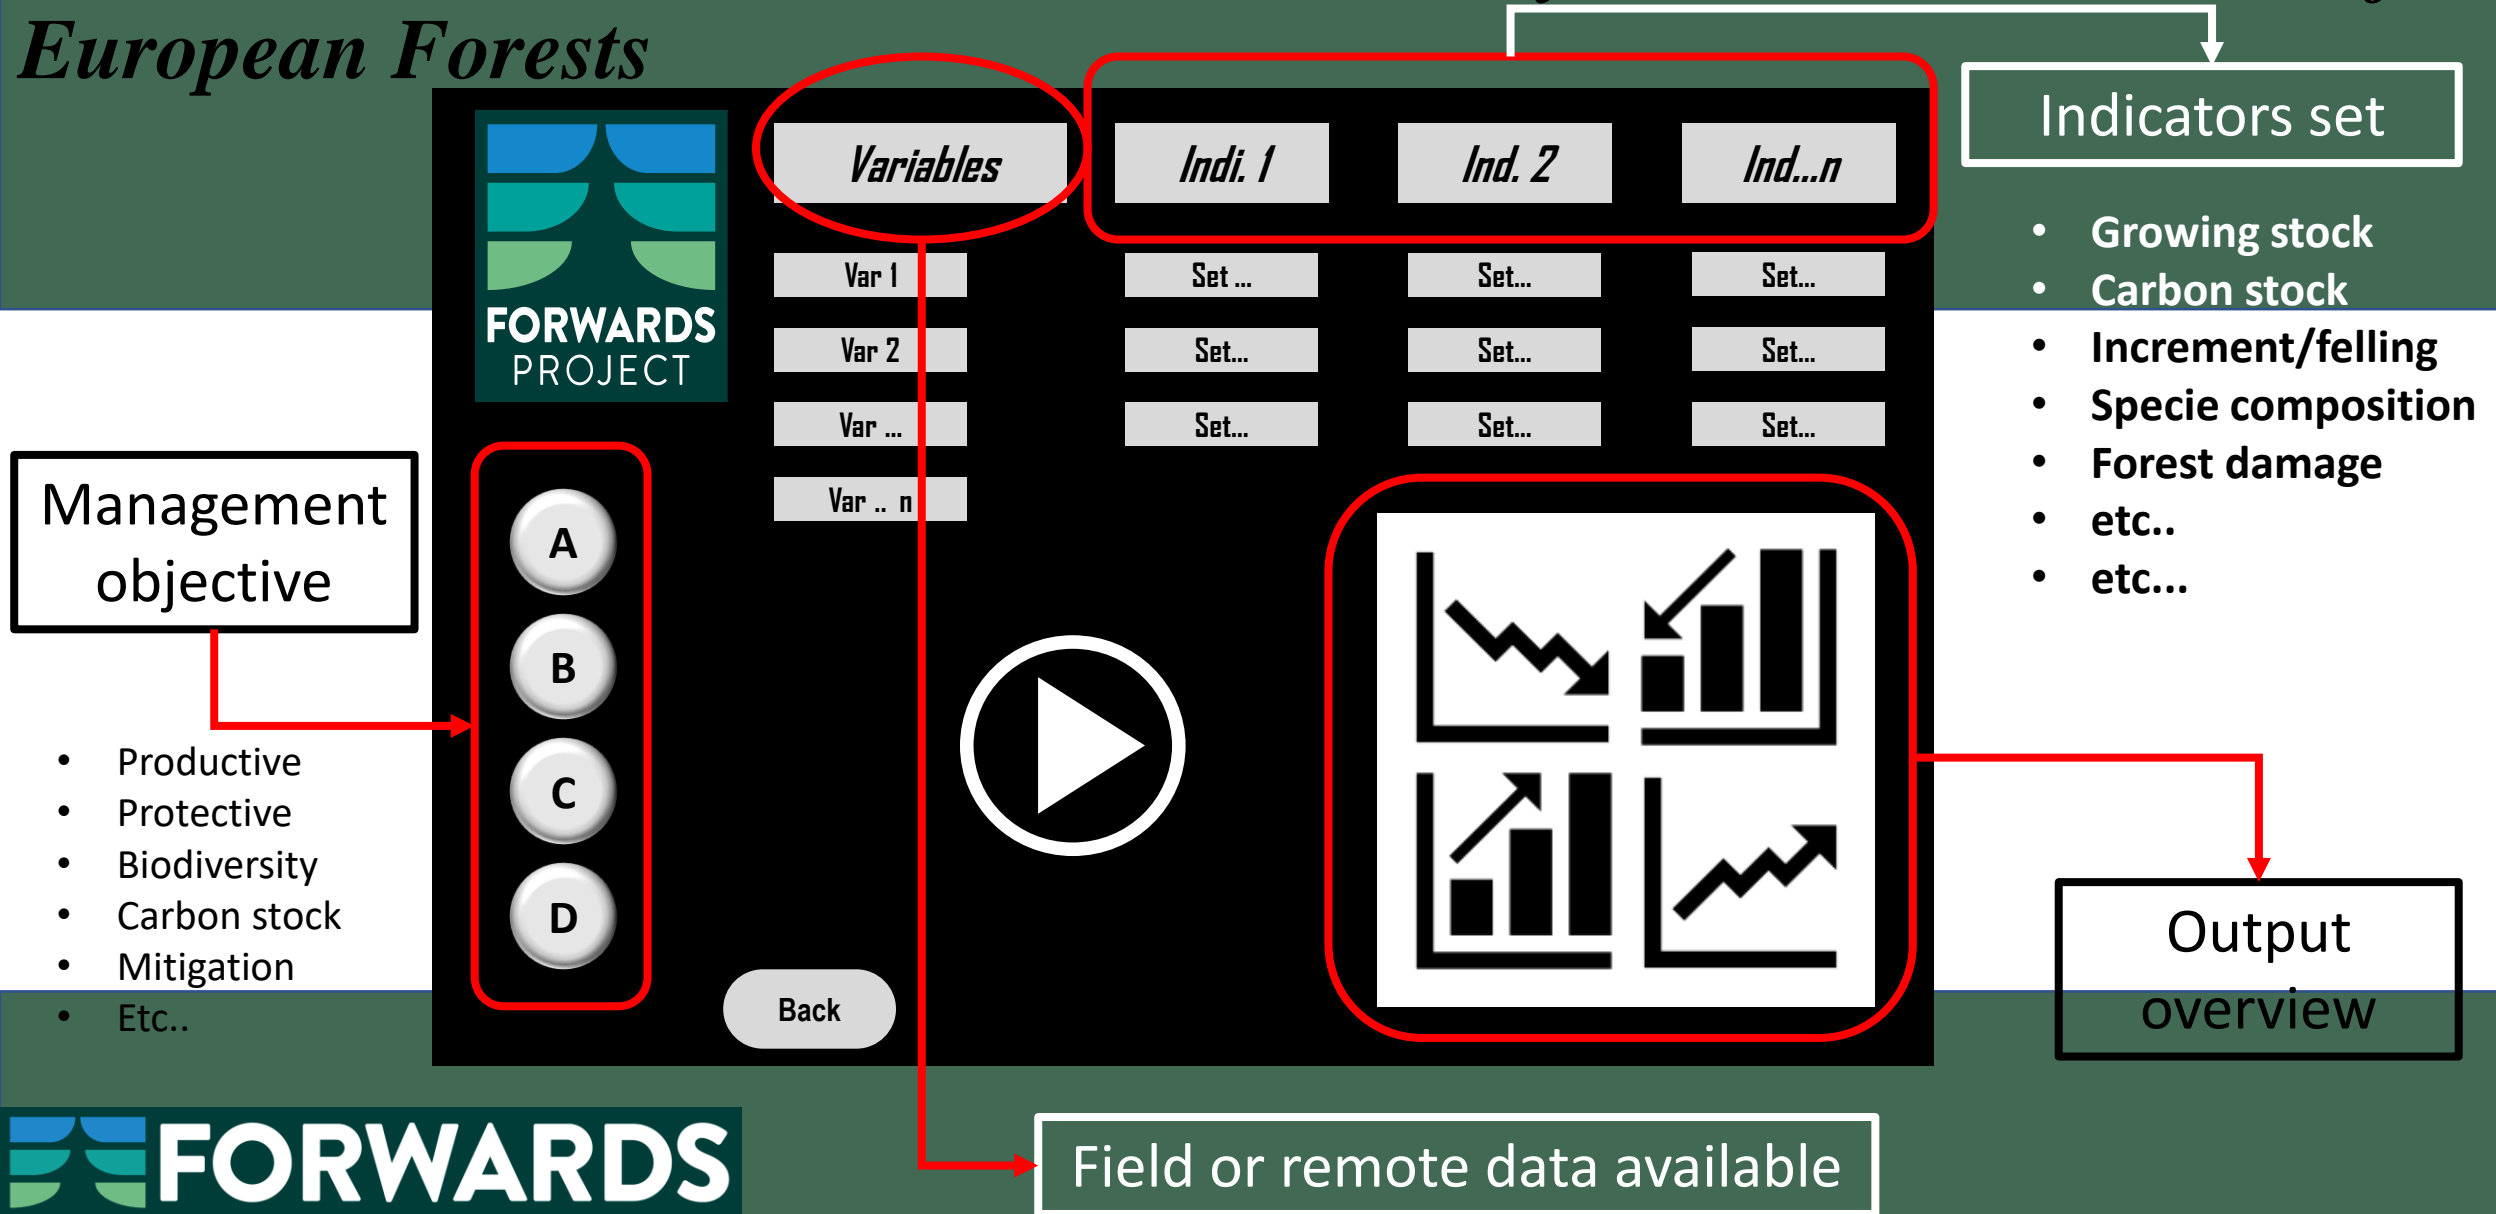 European Forests
Indicators set
Variables
Indi. 1
Ind. 2
Ind...n
Var 1
Set ...
Set...
Set...
Var 2
Set...
Set...
Set...
Var ...
Set...
Set...
Set...
Var .. n
FORWARDS
PROJECT
• Growing stock
• Carbon stock
• Increment/felling
• Specie composition
• Forest damage
• etc..
• etc...
Management
objective
A
B
C
D
• Productive
• Protective
• Biodiversity
• Carbon stock
• Mitigation
• Etc..
Back
Output
overview
FORWARDS
Field or remote data available